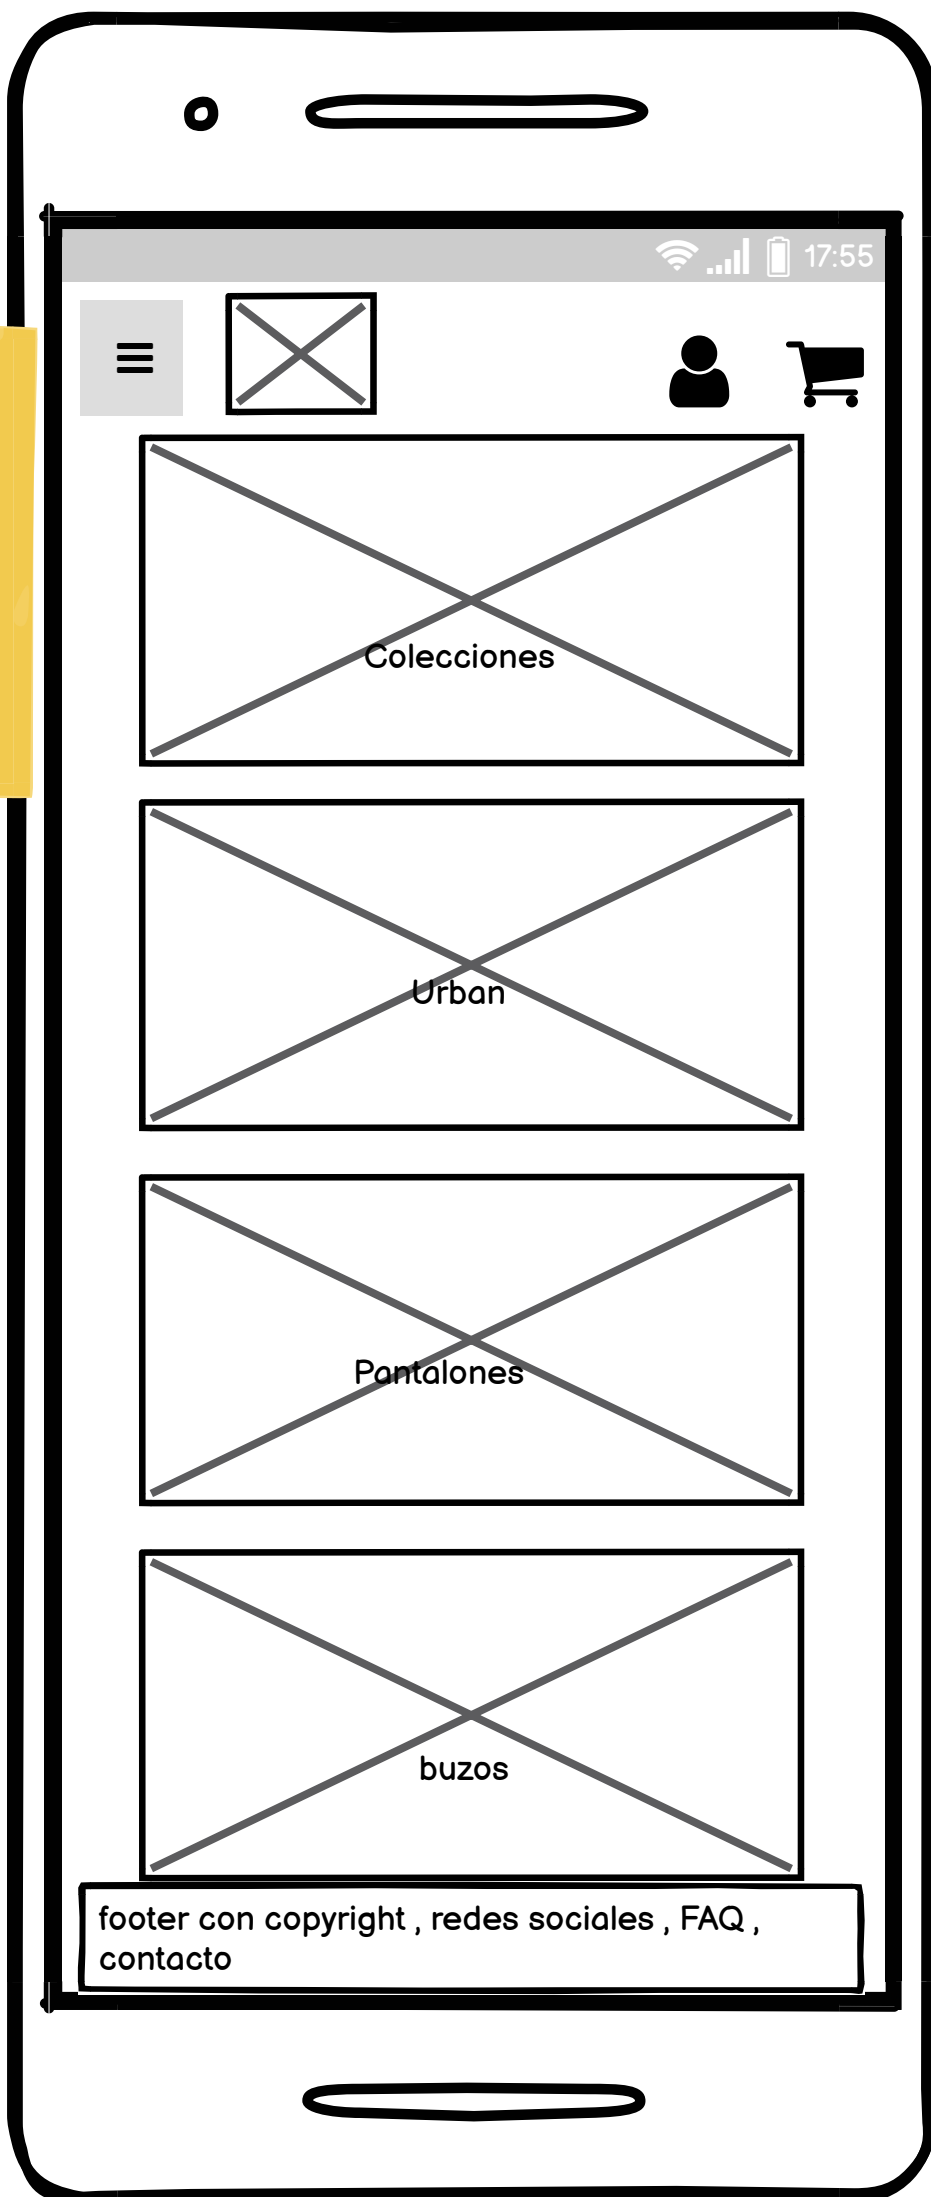 17:55
Colecciones
Urban
Pantalones
buzos
footer con copyright , redes sociales , FAQ ,
contacto